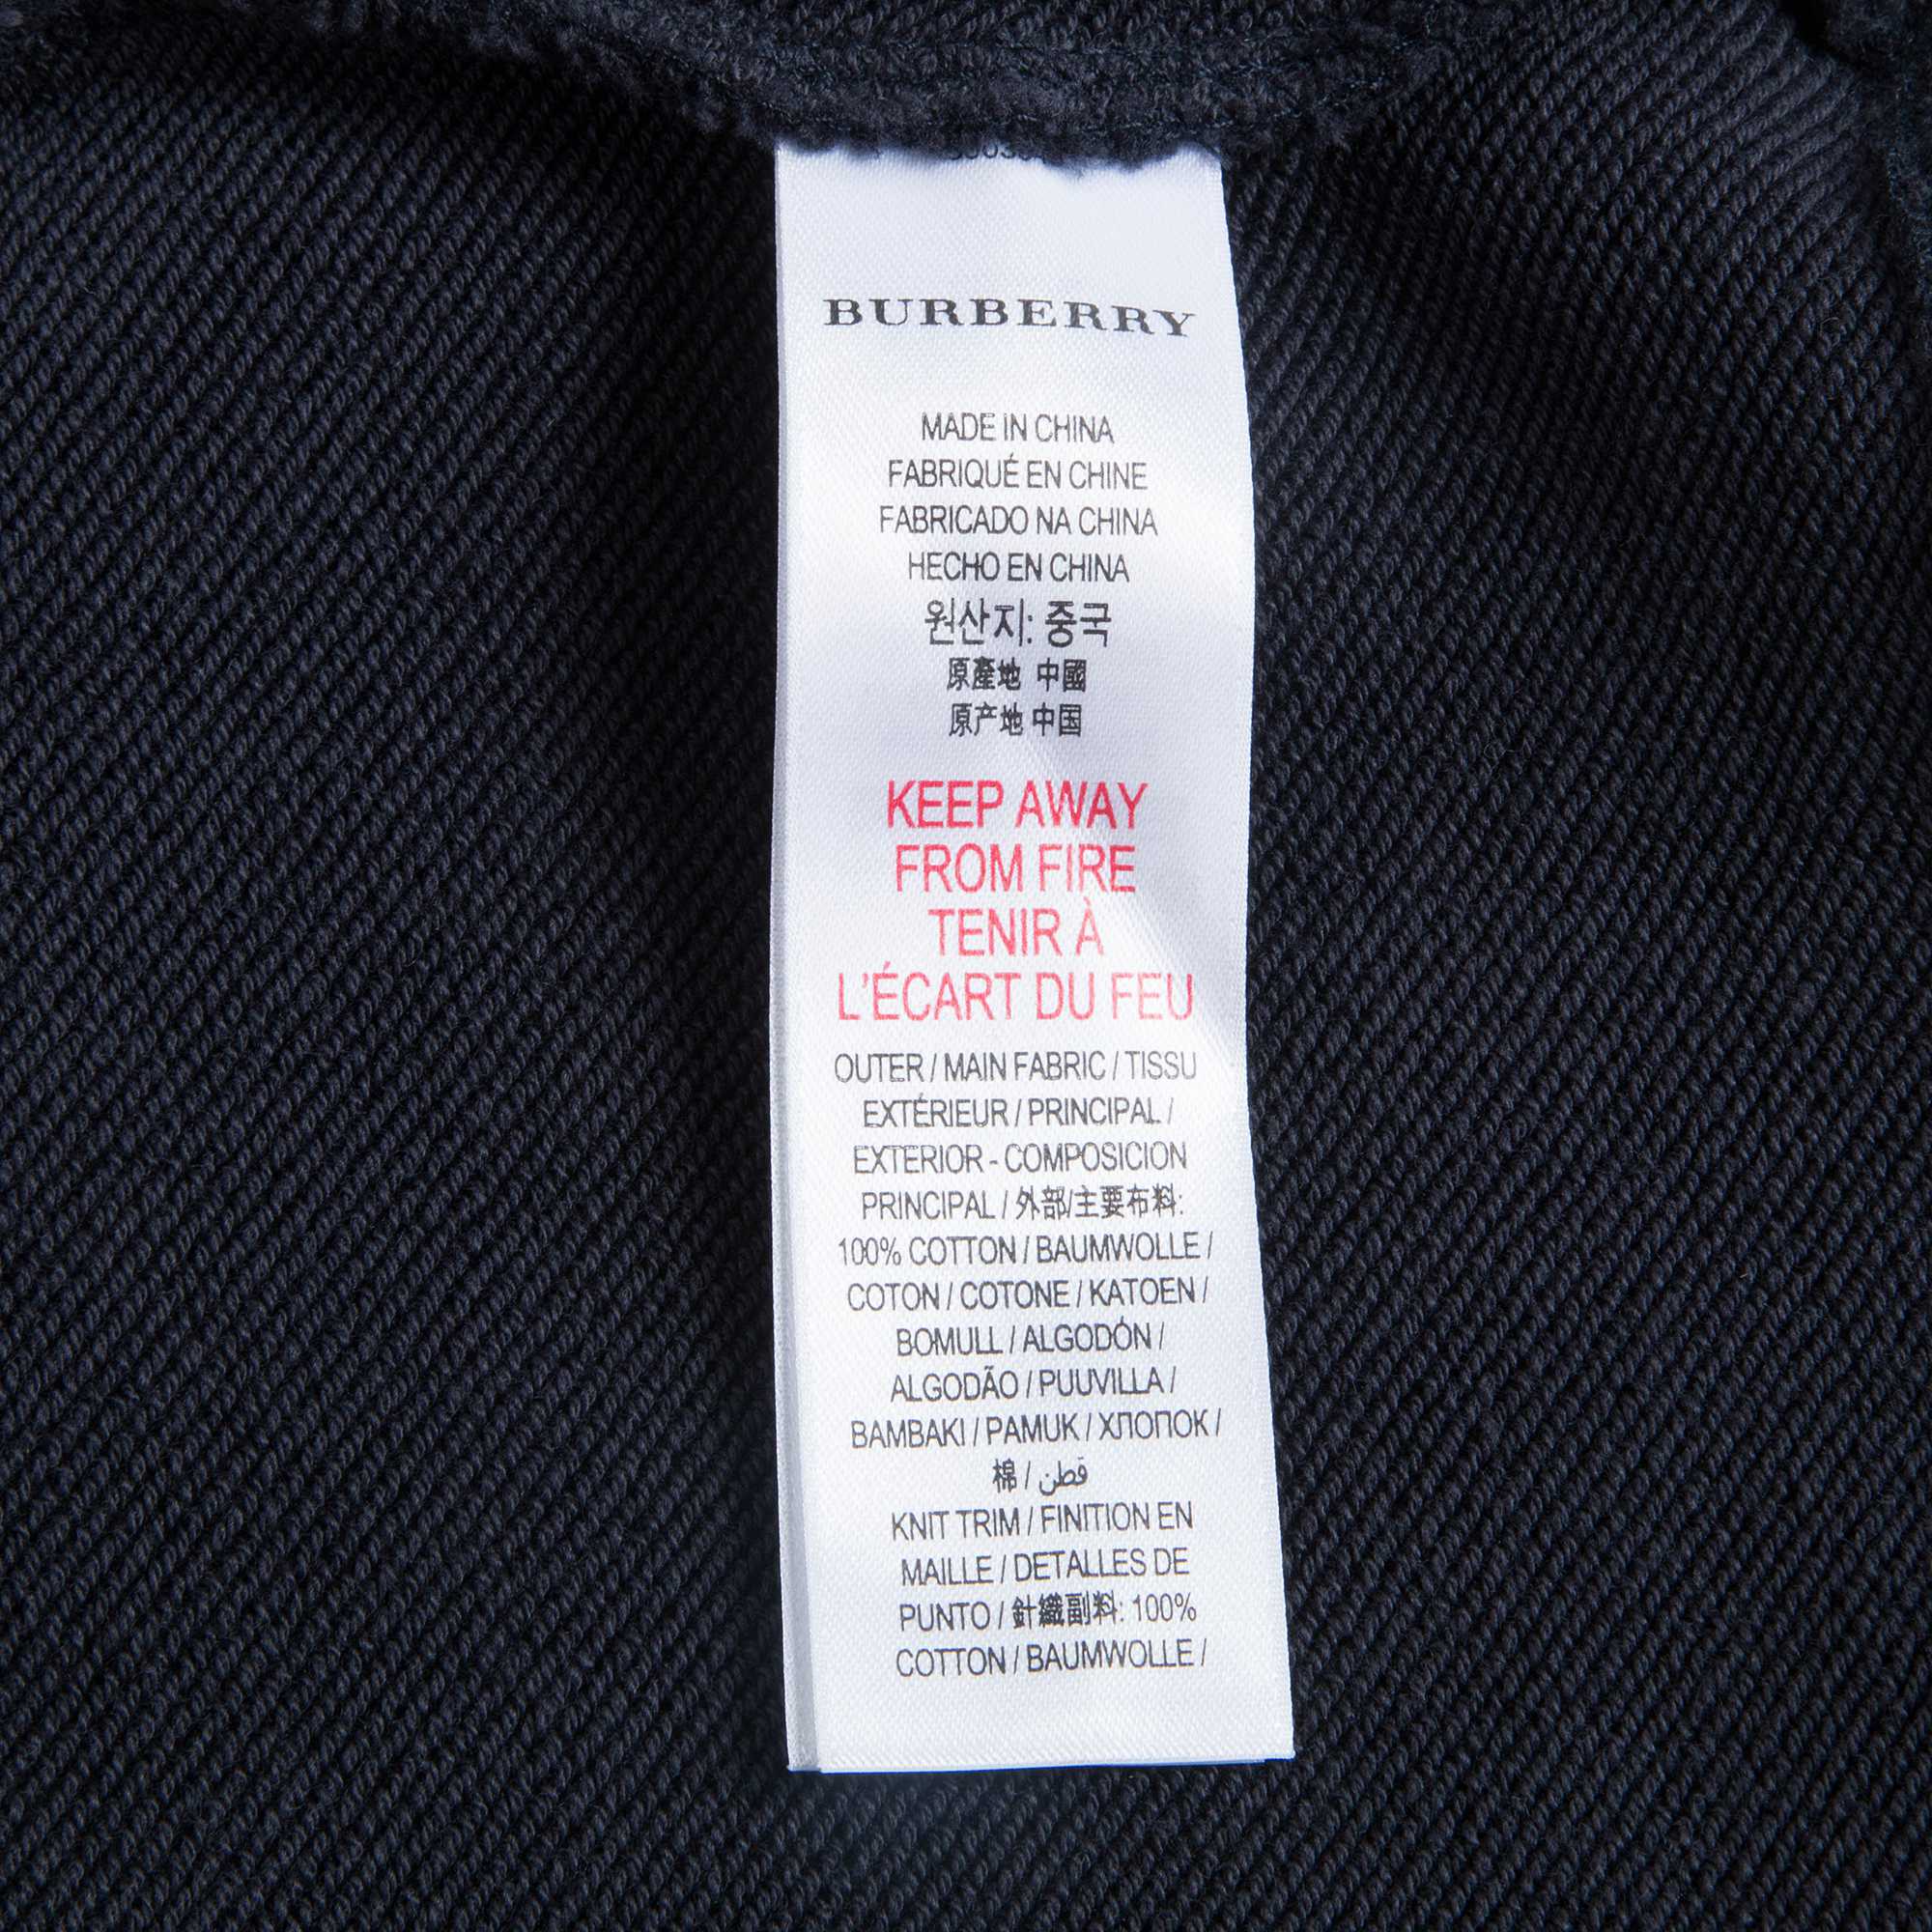 BURBERRY
MADE IN CHINA
FABRIQUÉ EN CHINE
FABRICADO NA CHINA
HECHO EN CHINA
원산지: 중국
原產地 中國
原产地 中国
KEEP AWAY
FROM FIRE
TENIR À
L'ÉCART DU FEU
OUTER / MAIN FABRIC / TISSU
EXTÉRIEUR / PRINCIPAL /
EXTERIOR - COMPOSICION
PRINCIPAL / 外部/主要布料:
100% COTTON / BAUMWOLLE /
COTON / COTONE / KATOEN /
BOMULL / ALGODÓN /
ALGODÃO / PUUVILLA /
BAMBAKI / PAMUK / ХЛОПОК /
棉 / قطن
KNIT TRIM / FINITION EN
MAILLE / DETALLES DE
PUNTO / 針織副料: 100%
COTTON / BAUMWOLLE /